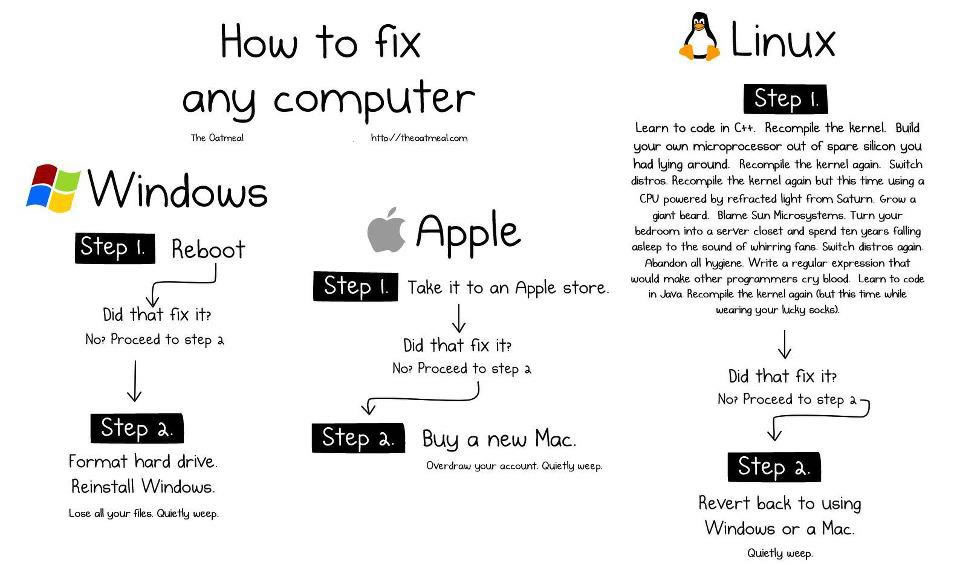 How to fix
any computer
The Oatmeal
http://theoatmeal.com
Windows
Step 1. Reboot
Did that fix it?
No? Proceed to step 2
Step 2.
Format hard drive.
Reinstall Windows.
Lose all your files. Quietly weep.
Apple
Step 1. Take it to an Apple store.
Did that fix it?
No? Proceed to step 2
Step 2. Buy a new Mac.
Overdraw your account. Quietly weep.
Linux
Step 1.
Learn to code in C++. Recompile the kernel. Build
your own microprocessor out of spare silicon you
had lying around. Recompile the kernel again. Switch
distros. Recompile the kernel again but this time using a
CPU powered by refracted light from Saturn. Grow a
giant beard. Blame Sun Microsystems. Turn your
bedroom into a server closet and spend ten years falling
asleep to the sound of whirring fans. Switch distros again.
Abandon all hygiene. Write a regular expression that
would make other programmers cry blood. Learn to code
in Java. Recompile the kernel again (but this time while
wearing your lucky socks).
Did that fix it?
No? Proceed to step 2
Step 2.
Revert back to using
Windows or a Mac.
Quietly weep.